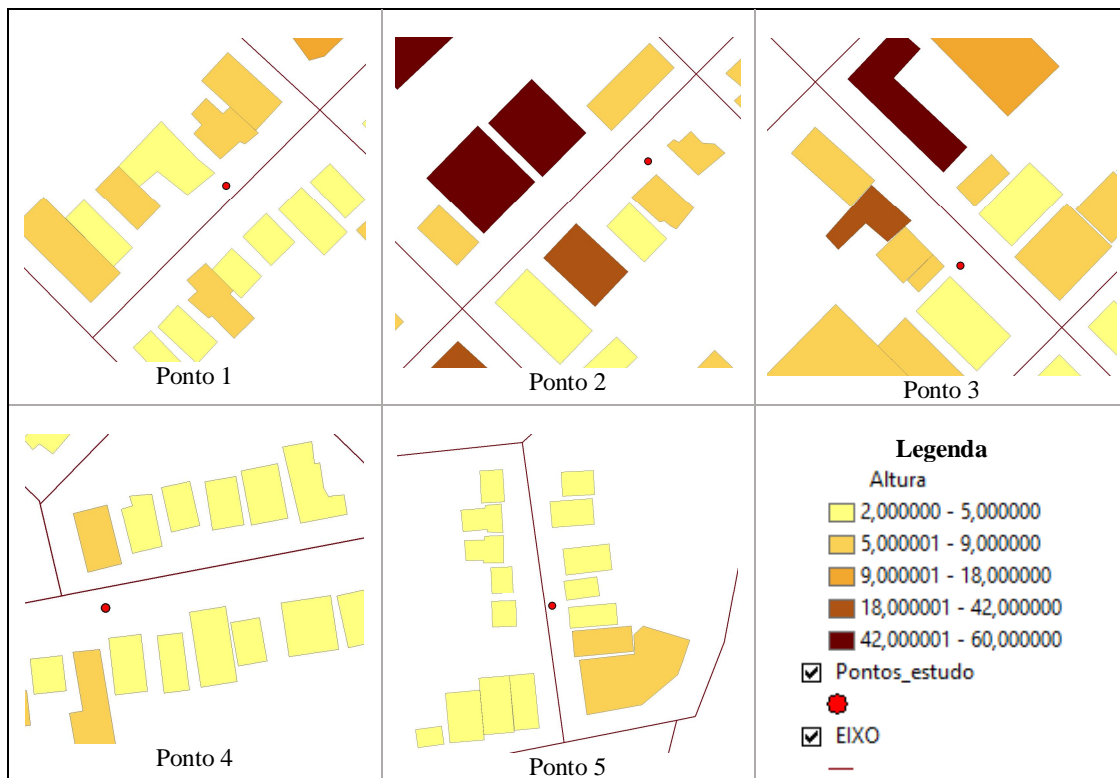 Ponto 1
Ponto 2
Ponto 3
Ponto 4
Ponto 5
Legenda
Altura
2,000000 - 5,000000
5,000001 - 9,000000
9,000001 - 18,000000
18,000001 - 42,000000
42,000001 - 60,000000
Pontos_estudo
EIXO